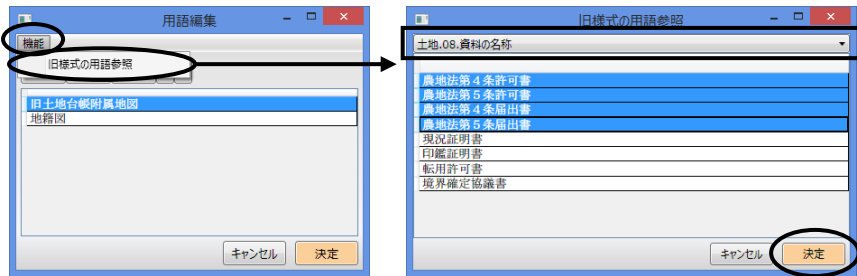 用語編集
機能
旧様式の用語参照
旧土地台帳附属地図
地籍図
キャンセル
決定
旧様式の用語参照
土地.08.資料の名称
農地法第４条許可書
農地法第５条許可書
農地法第４条届出書
農地法第５条届出書
現況証明書
印鑑証明書
転用許可書
境界確定協議書
キャンセル
決定